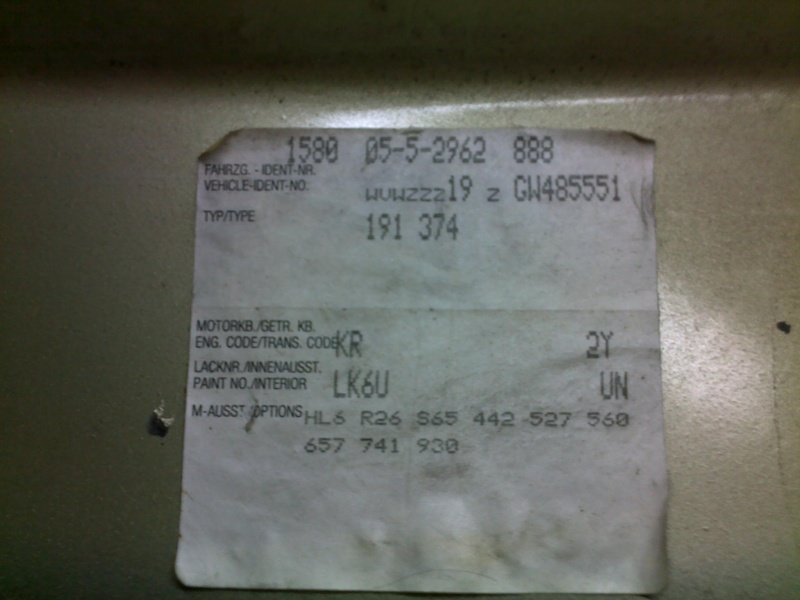 1580 05-5-2962 888
FAHRZG. - IDENT-NR.
VEHICLE-IDENT-NO. WVWZZZ19 Z GW485551
TYP/TYPE 191 374
MOTORKB./GETR. KB.
ENG. CODE/TRANS. CODE KR 2Y
LACKNR./INNENAUSST.
PAINT NO./INTERIOR LK6U UN
M-AUSST OPTIONS HL6 R26 S65 442 527 560
657 741 930